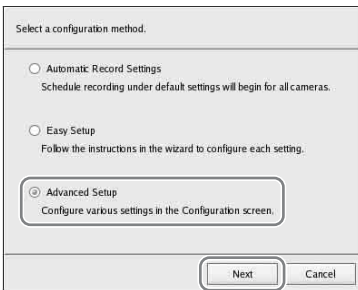 Select a configuration method.
Automatic Record Settings
Schedule recording under default settings will begin for all cameras.
Easy Setup
Follow the instructions in the wizard to configure each setting.
Advanced Setup
Configure various settings in the Configuration screen.
Next Cancel